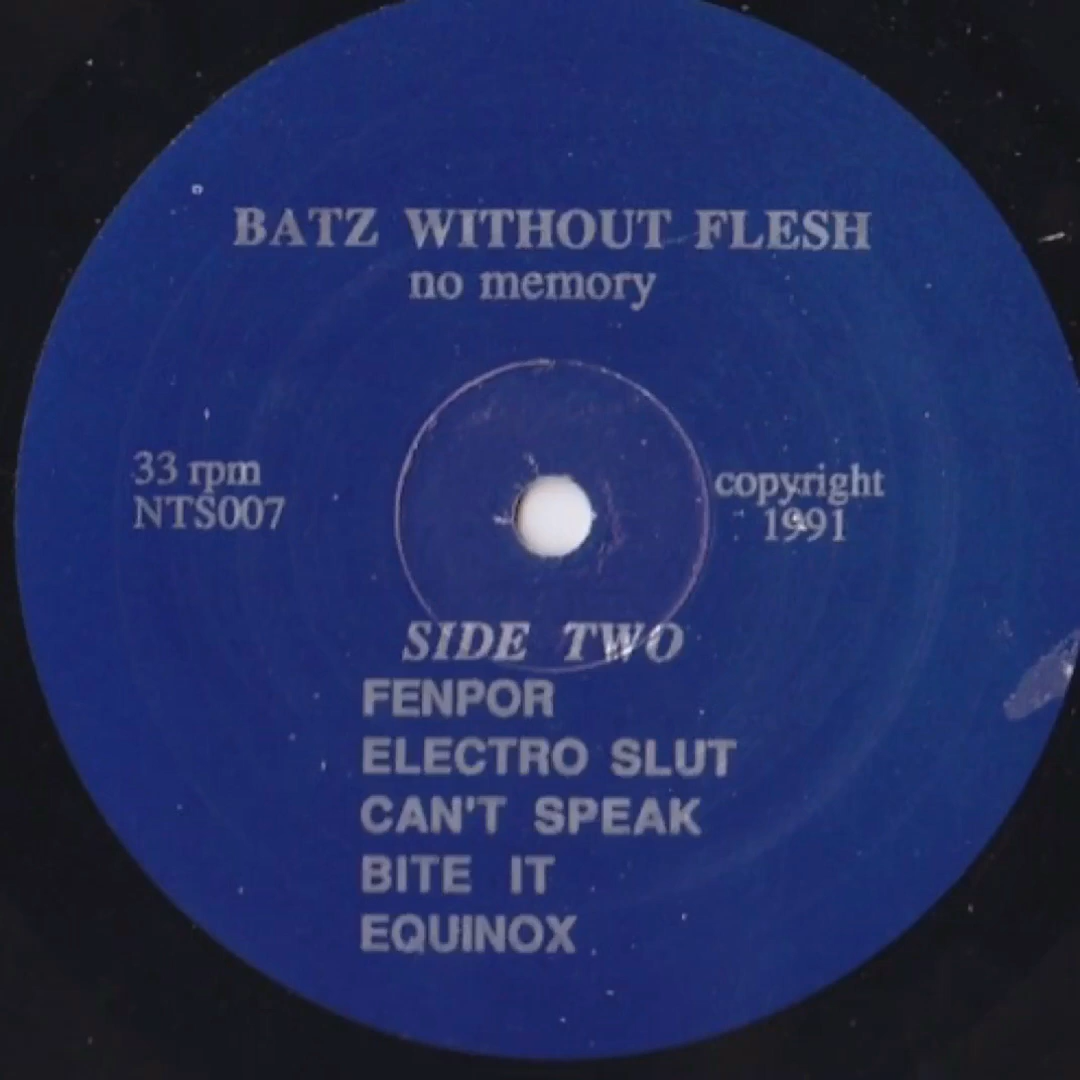 BATZ WITHOUT FLESH
no memory
33 rpm
NTS007
copyright
1991
SIDE TWO
FENPOR
ELECTRO SLUT
CAN'T SPEAK
BITE IT
EQUINOX